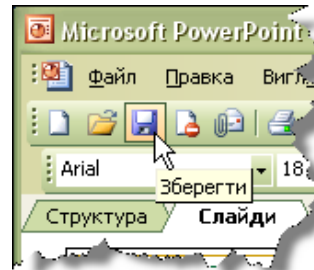 Microsoft PowerPoint
Файл Правка
Arial 18
Зберегти
Структура Слайди